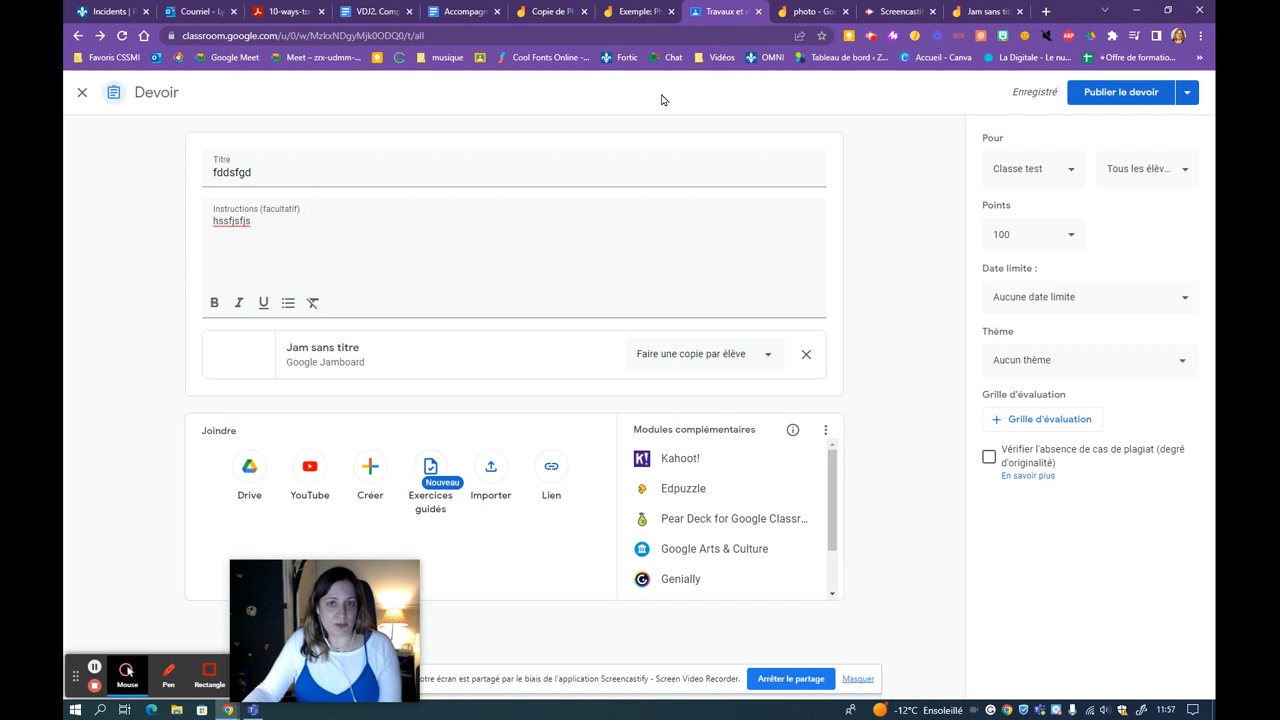 Incidents | P
Courriel - Ly
10-ways-to-
VDJ2. Comp
Accompagn
Copie de Ph
Exemple: Ph
Travaux et d
photo - Goo
Screencastif
Jam sans tit
classroom.google.com/u/0/w/MzkxNDgyMjk0ODQ0/t/all
Favoris CSSMI
Google Meet
Meet – zrx-udmm-...
musique
Cool Fonts Online -...
Fortic
Chat
Vidéos
OMNI
Tableau de bord ‹ Z...
Accueil - Canva
La Digitale - Le nu...
★Offre de formatio...
Devoir
Enregistré
Publier le devoir
Titre
fddsfgd
Instructions (facultatif)
hssfjsfjs
B I U
Jam sans titre
Google Jamboard
Faire une copie par élève
Joindre
Drive
YouTube
Créer
Nouveau
Exercices
guidés
Importer
Lien
Modules complémentaires
Kahoot!
Edpuzzle
Pear Deck for Google Classr...
Google Arts & Culture
Genially
Pour
Classe test
Tous les élèv...
Points
100
Date limite :
Aucune date limite
Thème
Aucun thème
Grille d'évaluation
+ Grille d'évaluation
Vérifier l'absence de cas de plagiat (degré
d'originalité)
En savoir plus
Mouse
Pen
Rectangle
otre écran est partagé par le biais de l'application Screencastify - Screen Video Recorder.
Arrêter le partage
Masquer
-12°C Ensoleillé
11:57